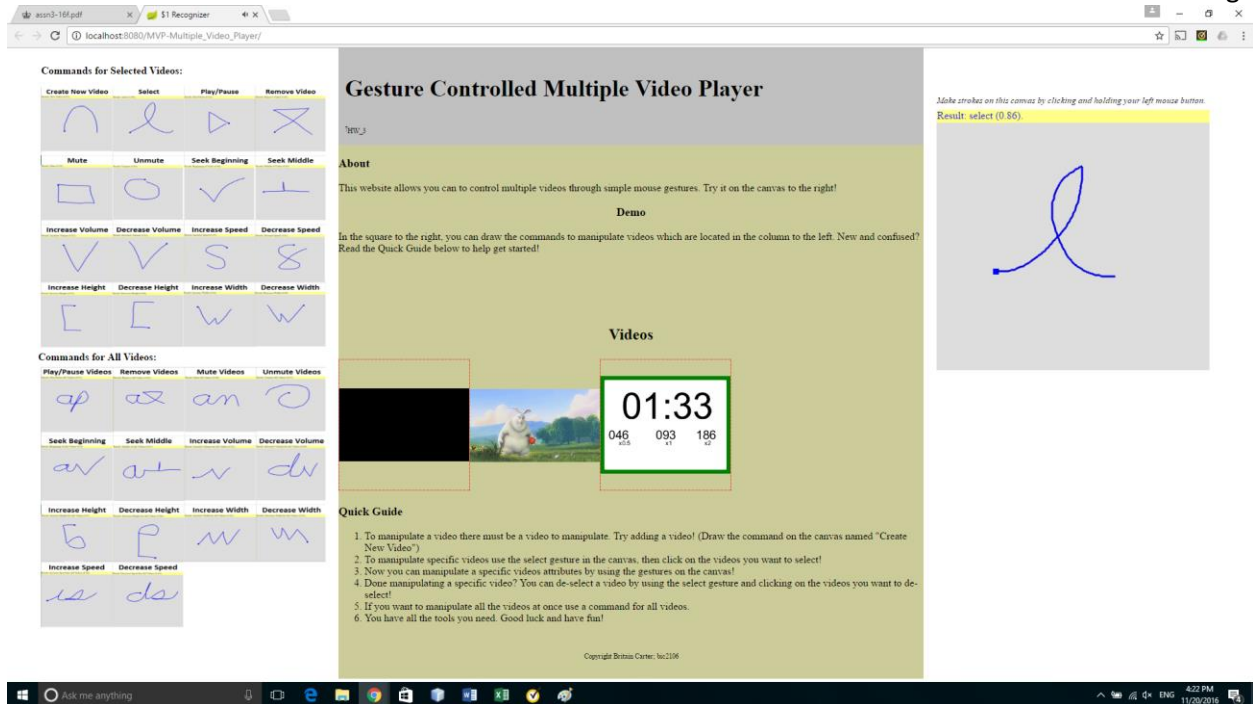 assn3-16f.pdf
$1 Recognizer
localhost:8080/MVP-Multiple_Video_Player/
Commands for Selected Videos:
Create New Video Select Play/Pause Remove Video
Mute Unmute Seek Beginning Seek Middle
Increase Volume Decrease Volume Increase Speed Decrease Speed
Increase Height Decrease Height Increase Width Decrease Width
Commands for All Videos:
Play/Pause Videos Remove Videos Mute Videos Unmute Videos
Seek Beginning Seek Middle Increase Volume Decrease Volume
Increase Height Decrease Height Increase Width Decrease Width
Increase Speed Decrease Speed
Gesture Controlled Multiple Video Player
HW_3
About
This website allows you can to control multiple videos through simple mouse gestures. Try it on the canvas to the right!
Demo
In the square to the right, you can draw the commands to manipulate videos which are located in the column to the left. New and confused?
Read the Quick Guide below to help get started!
Videos
01:33
046 093 186
x0.5 x1 x2
Quick Guide
1. To manipulate a video there must be a video to manipulate. Try adding a video! (Draw the command on the canvas named "Create
New Video")
2. To manipulate specific videos use the select gesture in the canvas, then click on the videos you want to select!
3. Now you can manipulate a specific videos attributes by using the gestures on the canvas!
4. Done manipulating a specific video? You can de-select a video by using the select gesture and clicking on the videos you want to de-
select!
5. If you want to manipulate all the videos at once use a command for all videos.
6. You have all the tools you need. Good luck and have fun!
Make strokes on this canvas by clicking and holding your left mouse button.
Result: select (0.86).
Ask me anything
ENG
4:22 PM
11/20/2016